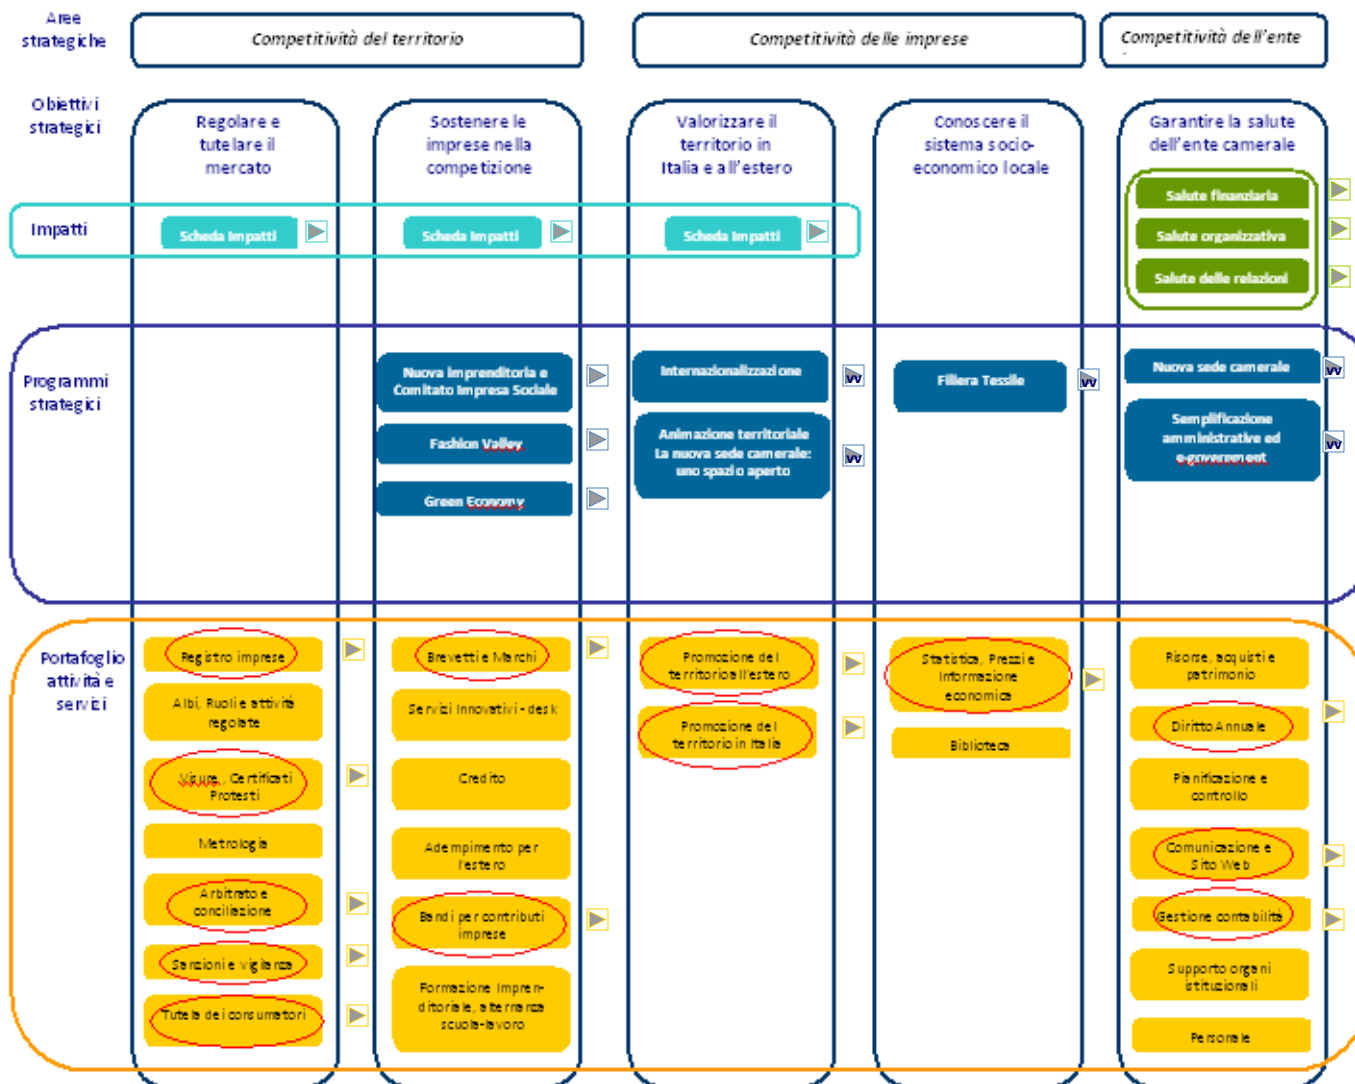 Aree
strategiche
Competitività del territorio
Competitività delle imprese
Competitività dell'ente
Obiettivi
strategici
Regolare e
tutelare il
mercato
Sostenere le
imprese nella
competizione
Valorizzare il
territorio in
Italia e all'estero
Conoscere il
sistema socio-
economico locale
Garantire la salute
dell'ente camerale
Salute finanziaria
Salute organizzativa
Salute delle relazioni
Impatti
Scheda Impatti
Scheda Impatti
Scheda Impatti
Programmi
strategici
Nuova imprenditoria e
Comitato Impresa Sociale
Fashion Valley
Green Economy
Internazionalizzazione
VV
Animazione territoriale
La nuova sede camerale:
uno spazio aperto
VV
Filiera Tessile
VV
Nuova sede camerale
VV
Semplificazione
amministrative ed
e-government
VV
Portafoglio
attività e
servizi
Registro imprese
Albi, Ruoli e attività
regolate
Visure, Certificati
Protesti
Metrologia
Arbitrato e
conciliazione
Sanzioni e vigilanza
Tutela dei consumatori
Brevetti e Marchi
Servizi Innovativi - desk
Credito
Adempimento per
l'estero
Bandi per contributi
imprese
Formazione Impren-
ditoriale, alternanza
scuola-lavoro
Promozione del
territorio all'estero
Promozione del
territorio in Italia
Statistica, Prezzi e
Informazione
economica
Biblioteca
Risorse, acquisti e
patrimonio
Diritto Annuale
Pianificazione e
controllo
Comunicazione e
Sito Web
Gestione contabilità
Supporto organi
istituzionali
Personale